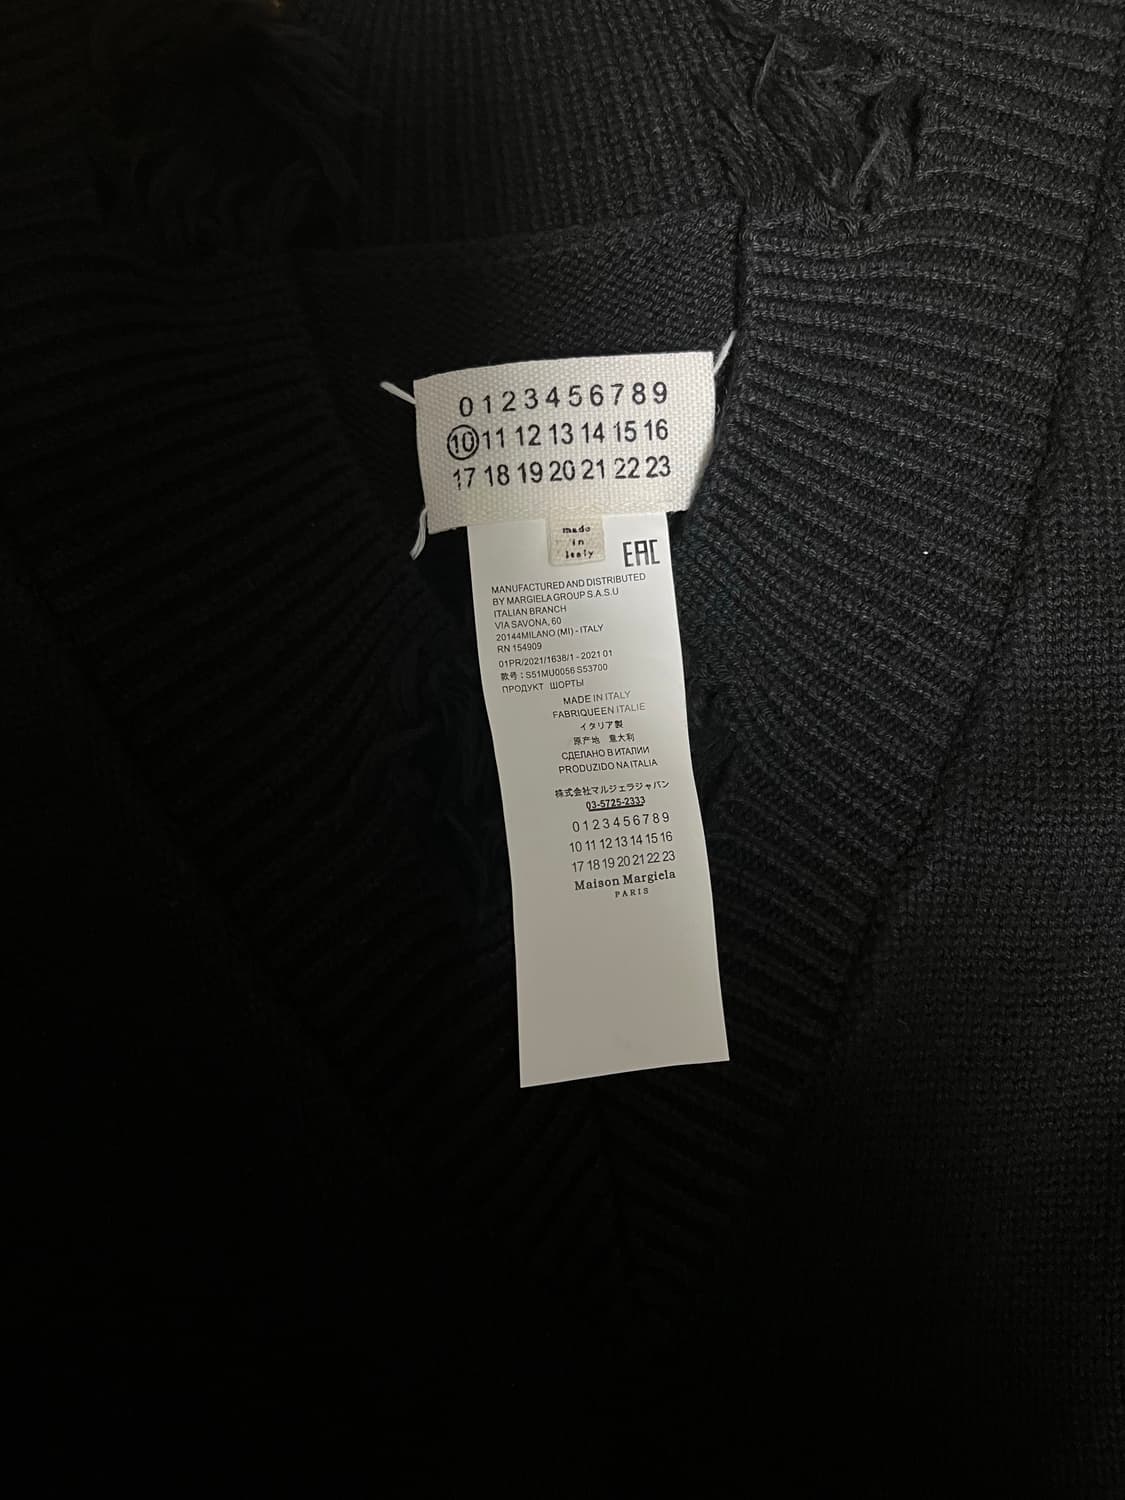 0 1 2 3 4 5 6 7 8 9
10 11 12 13 14 15 16
17 18 19 20 21 22 23
made
in
Italy
EAC
MANUFACTURED AND DISTRIBUTED
BY MARGIELA GROUP S.A.S.U
ITALIAN BRANCH
VIA SAVONA, 60
20144MILANO (MI) - ITALY
RN 154909
01PR/2021/1638/1 - 2021 01
款号：S51MU0056 S53700
ПРОДУКТ ШОРТЫ
MADE IN ITALY
FABRIQUE EN ITALIE
イタリア製
原产地 意大利
СДЕЛАНО В ИТАЛИИ
PRODUZIDO NA ITALIA
株式会社マルジェラジャパン
03-5725-2333
0 1 2 3 4 5 6 7 8 9
10 11 12 13 14 15 16
17 18 19 20 21 22 23
Maison Margiela
PARIS